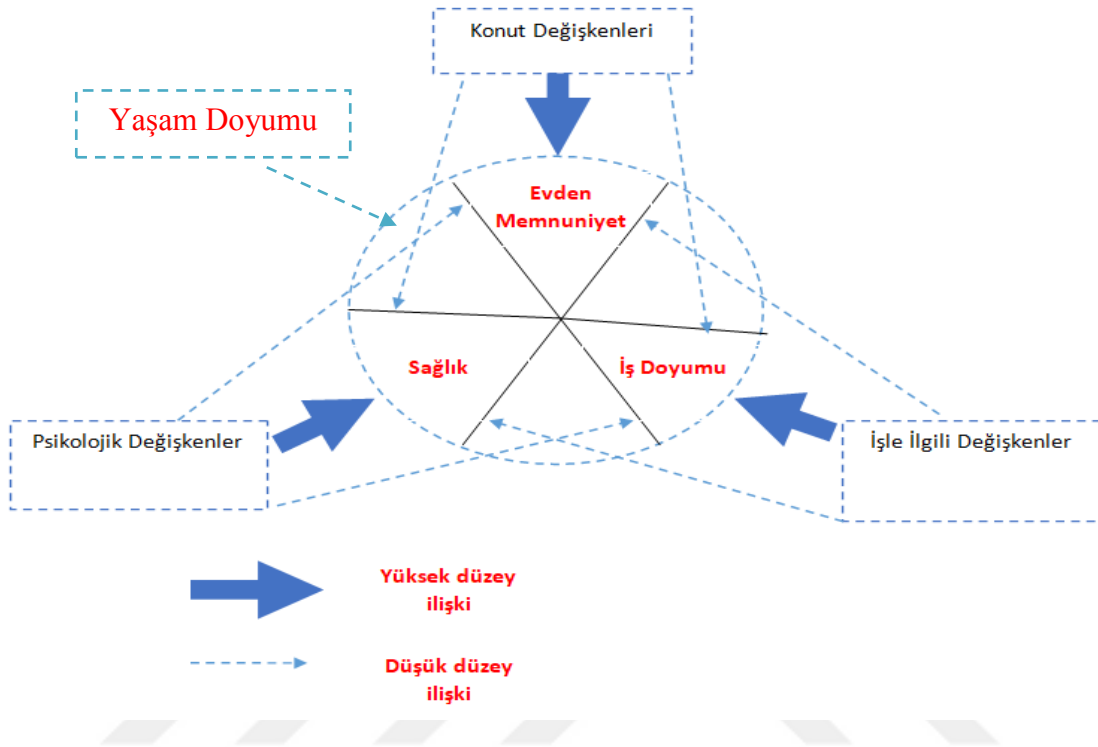 Konut Değişkenleri
Yaşam Doyumu
Evden
Memnuniyet
Sağlık
İş Doyumu
Psikolojik Değişkenler
İşle İlgili Değişkenler
Yüksek düzey
ilişki
Düşük düzey
ilişki